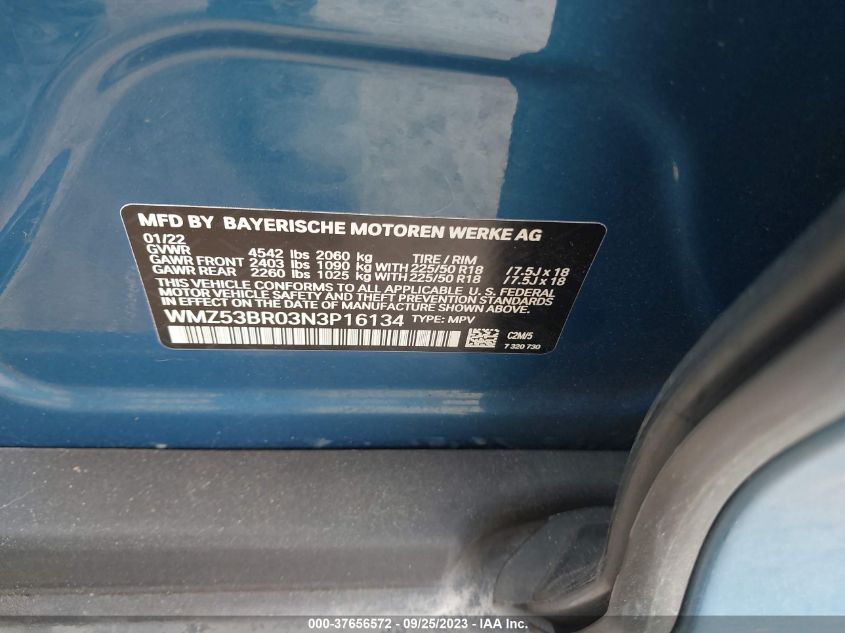 MFD BY BAYERISCHE MOTOREN WERKE AG
01/22
GVWR 4542 lbs 2060 kg TIRE / RIM
GAWR FRONT 2403 lbs 1090 kg WITH 225/50 R18 /7.5J x 18
GAWR REAR 2260 lbs 1025 kg WITH 225/50 R18 /7.5J x 18
THIS VEHICLE CONFORMS TO ALL APPLICABLE U.S. FEDERAL
MOTOR VEHICLE SAFETY AND THEFT PREVENTION STANDARDS
IN EFFECT ON THE DATE OF MANUFACTURE SHOWN ABOVE.
WMZ53BR03N3P16134 TYPE: MPV
C2M/5
7 320 730
000-37656572 - 09/25/2023 - IAA Inc.